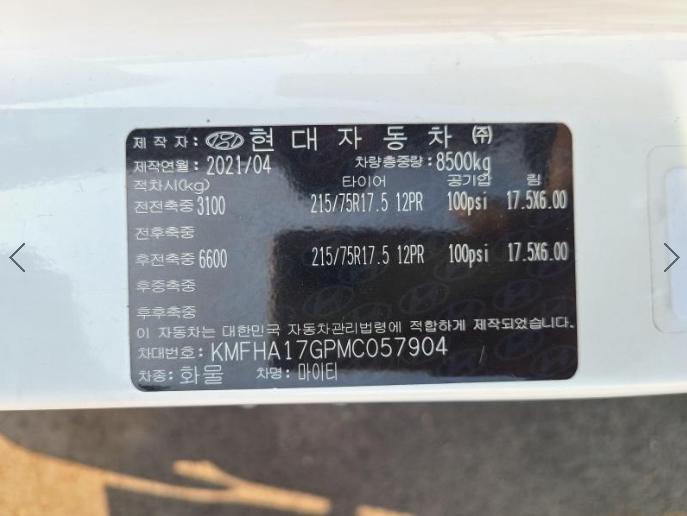 제 작 자 : 현 대 자 동 차 ㈜
제작연월 : 2021/04 차량총중량 : 8500kg
적차시(kg) 타이어 공기압 림
전전축중 3100 215/75R17.5 12PR 100psi 17.5X6.00
전후축중
후전축중 6600 215/75R17.5 12PR 100psi 17.5X6.00
후중축중
후후축중
이 자동차는 대한민국 자동차관리법령에 적합하게 제작되었습니다.
차대번호: KMFHA17GPMC057904
차종: 화물 차명: 마이티